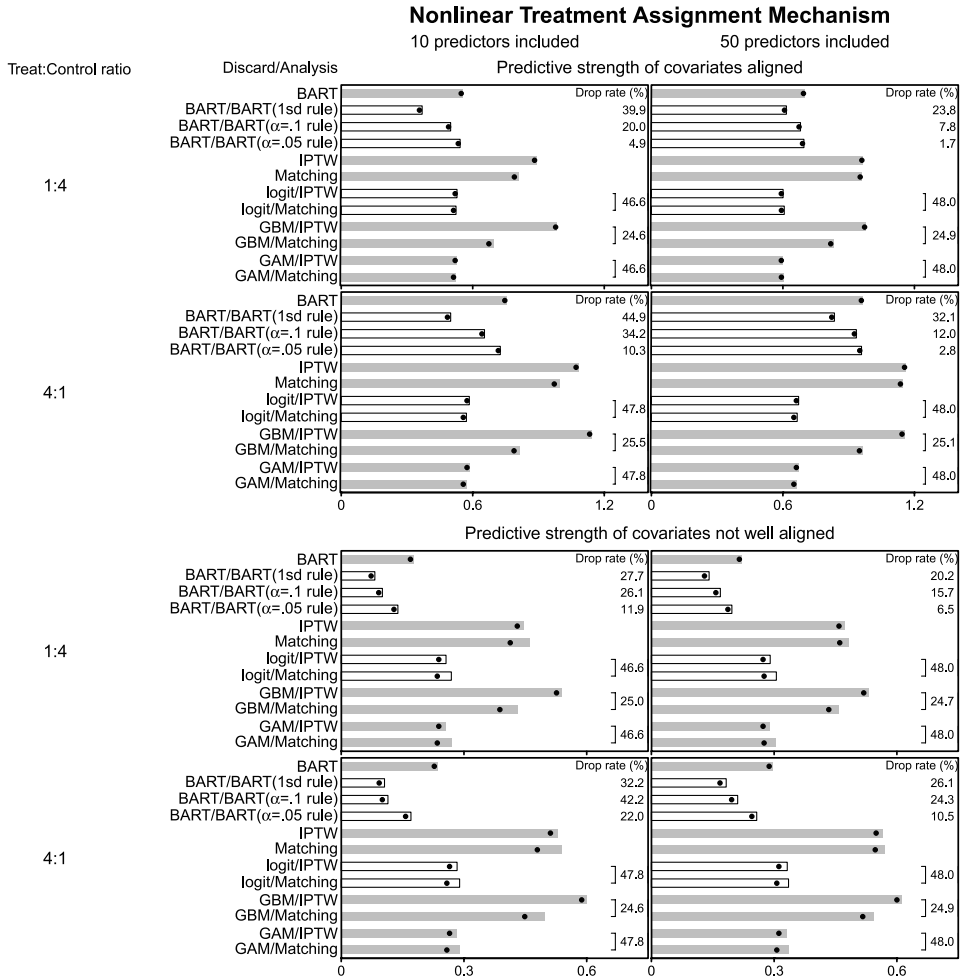 Nonlinear Treatment Assignment Mechanism
10 predictors included 50 predictors included
Treat:Control ratio Discard/Analysis Predictive strength of covariates aligned
BART Drop rate (%) Drop rate (%)
BART/BART(1sd rule) 39.9 23.8
BART/BART(α=.1 rule) 20.0 7.8
BART/BART(α=.05 rule) 4.9 1.7
IPTW
1:4 Matching
logit/IPTW
46.6 48.0
logit/Matching
GBM/IPTW
24.6 24.9
GBM/Matching
GAM/IPTW
46.6 48.0
GAM/Matching
BART Drop rate (%) Drop rate (%)
BART/BART(1sd rule) 44.9 32.1
BART/BART(α=.1 rule) 34.2 12.0
BART/BART(α=.05 rule) 10.3 2.8
IPTW
4:1 Matching
logit/IPTW
47.8 48.0
logit/Matching
GBM/IPTW
25.5 25.1
GBM/Matching
GAM/IPTW
47.8 48.0
GAM/Matching
0 0.6 1.2 0 0.6 1.2
Predictive strength of covariates not well aligned
BART Drop rate (%) Drop rate (%)
BART/BART(1sd rule) 27.7 20.2
BART/BART(α=.1 rule) 26.1 15.7
BART/BART(α=.05 rule) 11.9 6.5
IPTW
Matching
1:4 logit/IPTW
46.6 48.0
logit/Matching
GBM/IPTW
25.0 24.7
GBM/Matching
GAM/IPTW
46.6 48.0
GAM/Matching
BART Drop rate (%) Drop rate (%)
BART/BART(1sd rule) 32.2 26.1
BART/BART(α=.1 rule) 42.2 24.3
BART/BART(α=.05 rule) 22.0 10.5
IPTW
4:1 Matching
logit/IPTW
47.8 48.0
logit/Matching
GBM/IPTW
24.6 24.9
GBM/Matching
GAM/IPTW
47.8 48.0
GAM/Matching
0 0.3 0.6 0 0.3 0.6